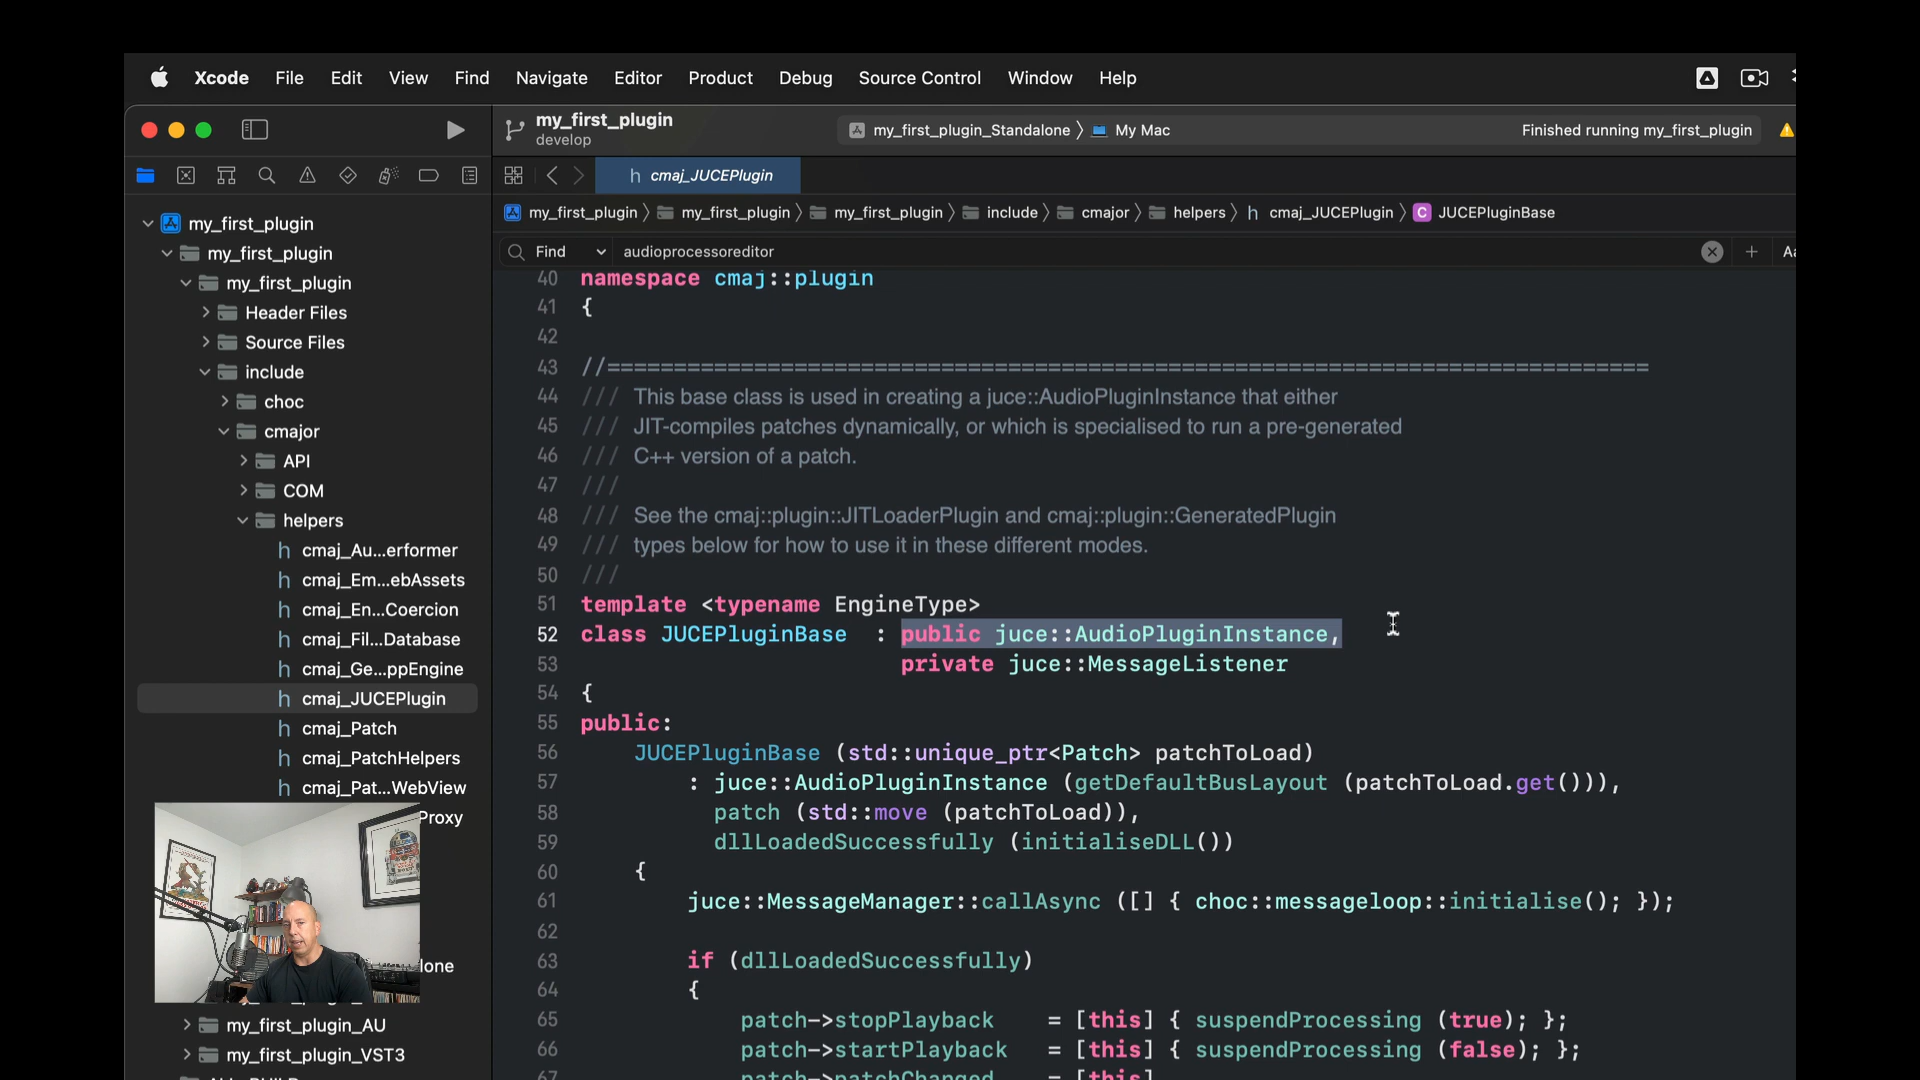 Xcode File Edit View Find Navigate Editor Product Debug Source Control Window Help
my_first_plugin
develop
my_first_plugin_Standalone 〉 My Mac
Finished running my_first_plugin
h cmaj_JUCEPlugin
my_first_plugin 〉 my_first_plugin 〉 my_first_plugin 〉 include 〉 cmajor 〉 helpers 〉 h cmaj_JUCEPlugin 〉 C JUCEPluginBase
Find audioprocessoreditor
my_first_plugin
my_first_plugin
my_first_plugin
Header Files
Source Files
include
choc
cmajor
API
COM
helpers
h cmaj_Au...erformer
h cmaj_Em...ebAssets
h cmaj_En...Coercion
h cmaj_Fil...Database
h cmaj_Ge...ppEngine
h cmaj_JUCEPlugin
h cmaj_Patch
h cmaj_PatchHelpers
h cmaj_Pat...WebView
Proxy
lone
my_first_plugin_AU
my_first_plugin_VST3
40 namespace cmaj::plugin
41 {
42
43 //==============================================================================
44 /// This base class is used in creating a juce::AudioPluginInstance that either
45 /// JIT-compiles patches dynamically, or which is specialised to run a pre-generated
46 /// C++ version of a patch.
47 ///
48 /// See the cmaj::plugin::JITLoaderPlugin and cmaj::plugin::GeneratedPlugin
49 /// types below for how to use it in these different modes.
50 ///
51 template <typename EngineType>
52 class JUCEPluginBase : public juce::AudioPluginInstance,
53 private juce::MessageListener
54 {
55 public:
56 JUCEPluginBase (std::unique_ptr<Patch> patchToLoad)
57 : juce::AudioPluginInstance (getDefaultBusLayout (patchToLoad.get())),
58 patch (std::move (patchToLoad)),
59 dllLoadedSuccessfully (initialiseDLL())
60 {
61 juce::MessageManager::callAsync ([] { choc::messageloop::initialise(); });
62
63 if (dllLoadedSuccessfully)
64 {
65 patch->stopPlayback = [this] { suspendProcessing (true); };
66 patch->startPlayback = [this] { suspendProcessing (false); };
67 patch->patchChanged = [this]